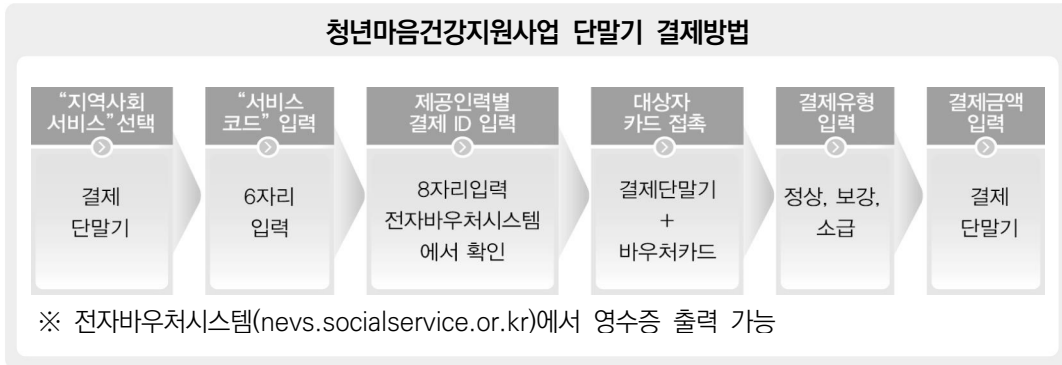 청년마음건강지원사업 단말기 결제방법
“지역사회
서비스”선택
결제
단말기
“서비스
코드” 입력
6자리
입력
제공인력별
결제 ID 입력
8자리입력
전자바우처시스템
에서 확인
대상자
카드 접촉
결제단말기
+
바우처카드
결제유형
입력
정상, 보강,
소급
결제금액
입력
결제
단말기
※ 전자바우처시스템(nevs.socialservice.or.kr)에서 영수증 출력 가능